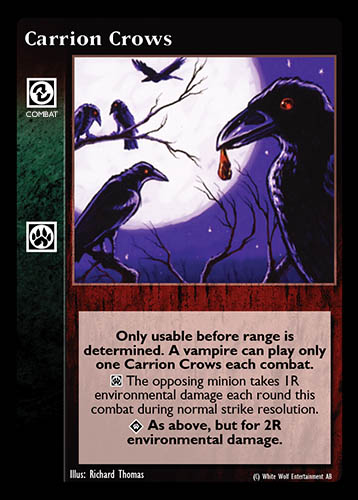 Carrion Crows
COMBAT
Only usable before range is
determined. A vampire can play only
one Carrion Crows each combat.
The opposing minion takes 1R
environmental damage each round this
combat during normal strike resolution.
As above, but for 2R
environmental damage.
Illus: Richard Thomas
(C) White Wolf Entertainment AB